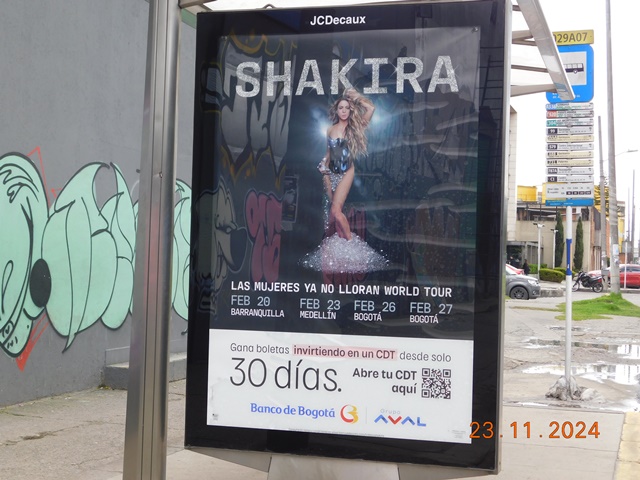 JCDecaux
SHAKIRA
LAS MUJERES YA NO LLORAN WORLD TOUR
FEB 20 FEB 23 FEB 26 FEB 27
BARRANQUILLA MEDELLÍN BOGOTÁ BOGOTÁ
Gana boletas invirtiendo en un CDT desde solo
30 días. Abre tu CDT
aquí
Banco de Bogotá Grupo AVAL
029A07
23.11.2024